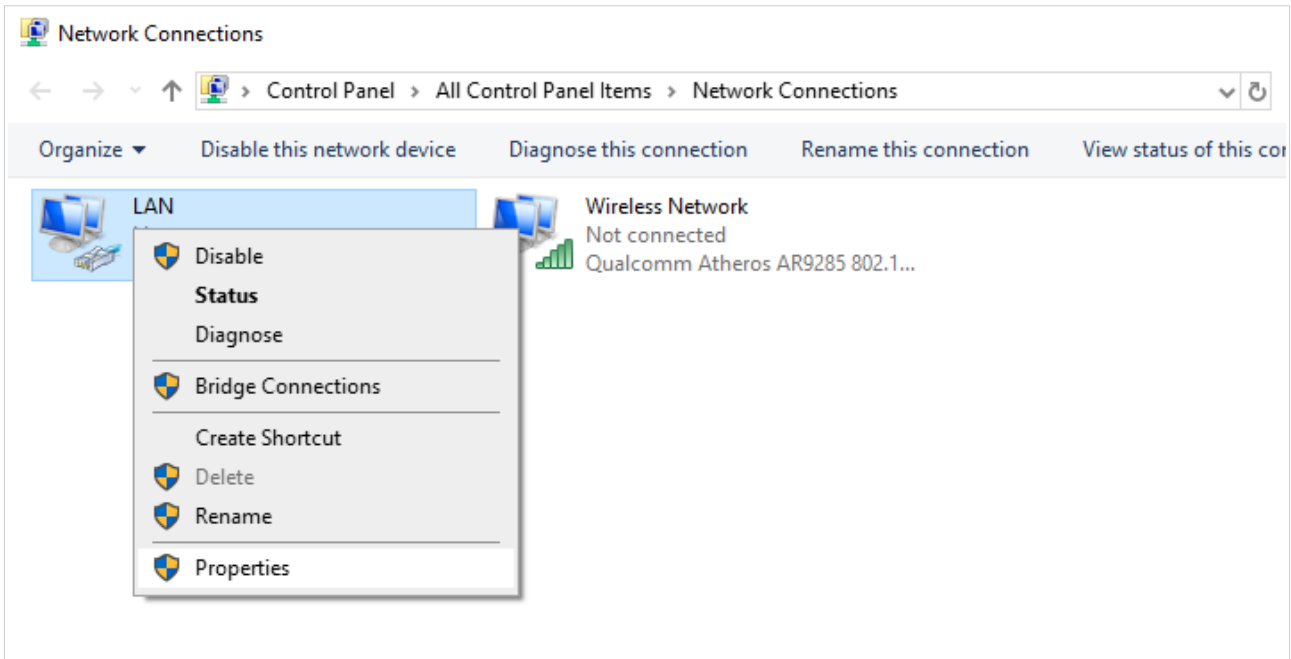 Network Connections
Control Panel > All Control Panel Items > Network Connections
Organize Disable this network device Diagnose this connection Rename this connection View status of this cor
LAN
Wireless Network
Not connected
Qualcomm Atheros AR9285 802.1...
Disable
Status
Diagnose
Bridge Connections
Create Shortcut
Delete
Rename
Properties